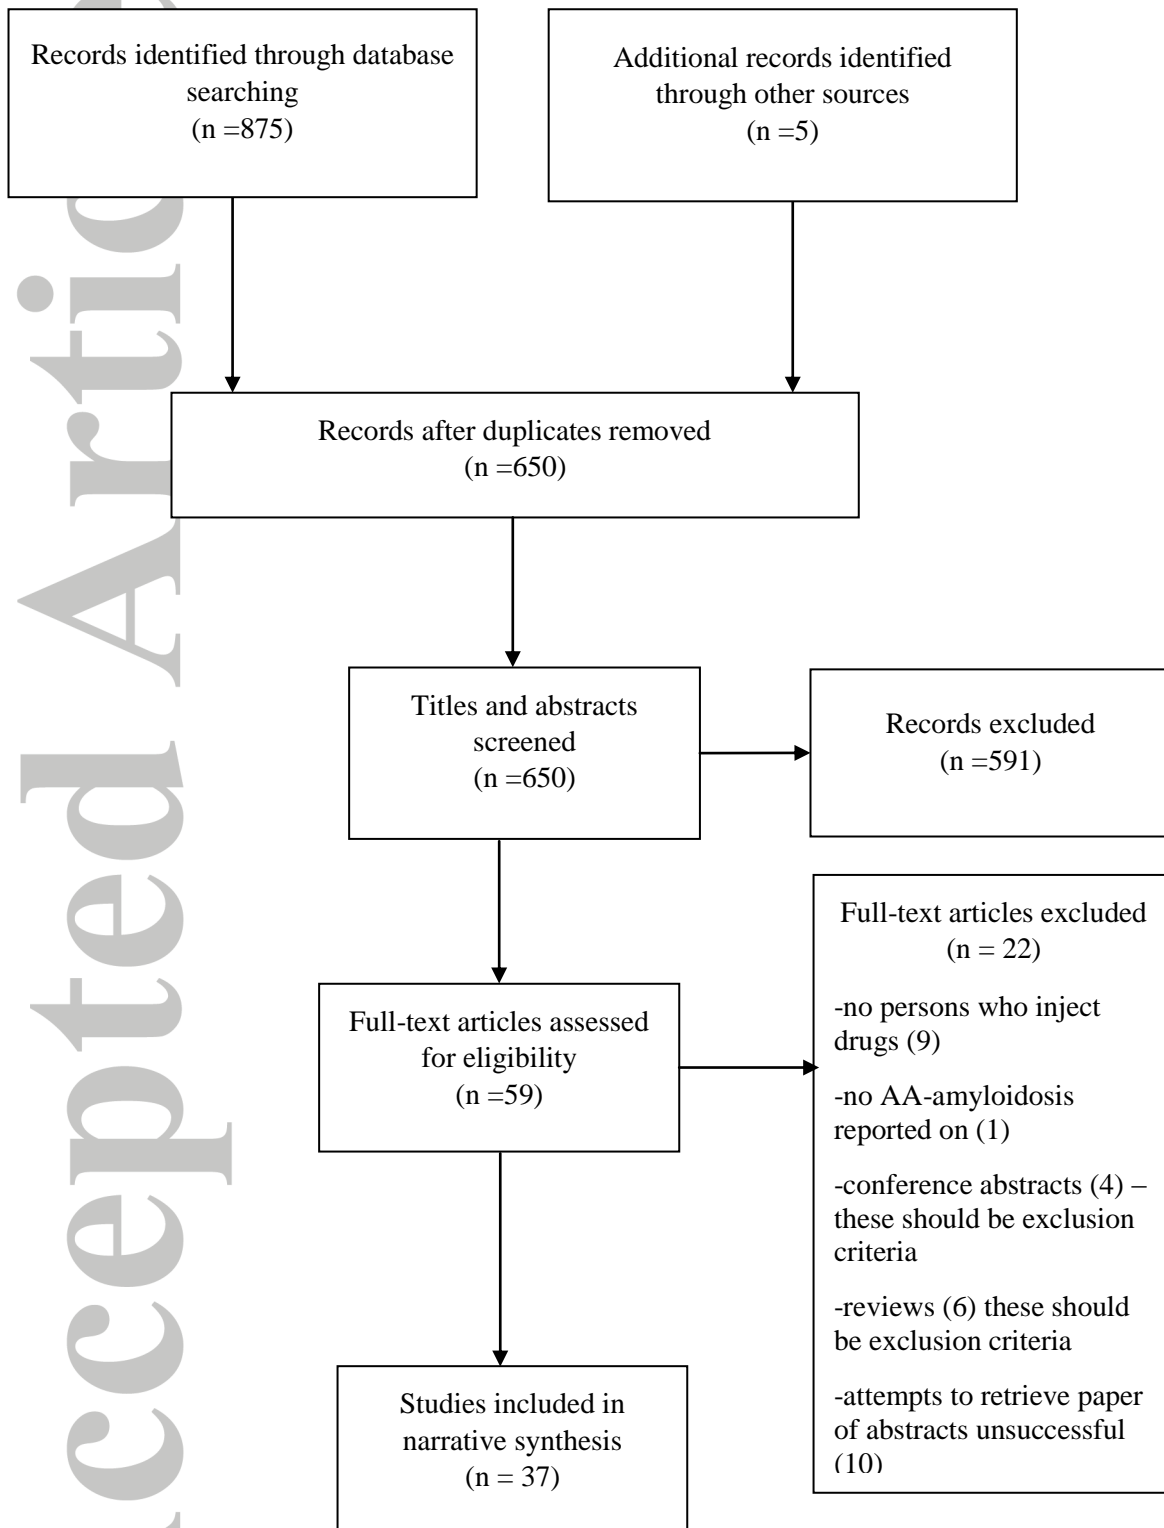 Records identified through database
searching
(n =875)
Additional records identified
through other sources
(n =5)
Records after duplicates removed
(n =650)
Titles and abstracts
screened
(n =650)
Records excluded
(n =591)
Full-text articles assessed
for eligibility
(n =59)
Full-text articles excluded
(n = 22)
-no persons who inject
drugs (9)
-no AA-amyloidosis
reported on (1)
-conference abstracts (4) –
these should be exclusion
criteria
-reviews (6) these should
be exclusion criteria
-attempts to retrieve paper
of abstracts unsuccessful
(10)
Studies included in
narrative synthesis
(n = 37)
ccepted Artic